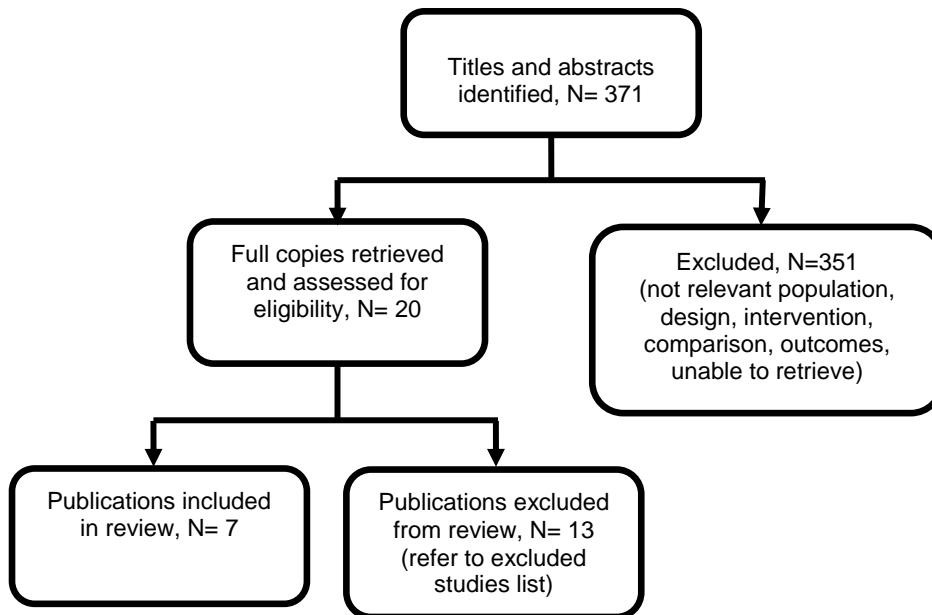 Titles and abstracts
identified, N= 371
Full copies retrieved
and assessed for
eligibility, N= 20
Excluded, N=351
(not relevant population,
design, intervention,
comparison, outcomes,
unable to retrieve)
Publications included
in review, N= 7
Publications excluded
from review, N= 13
(refer to excluded
studies list)